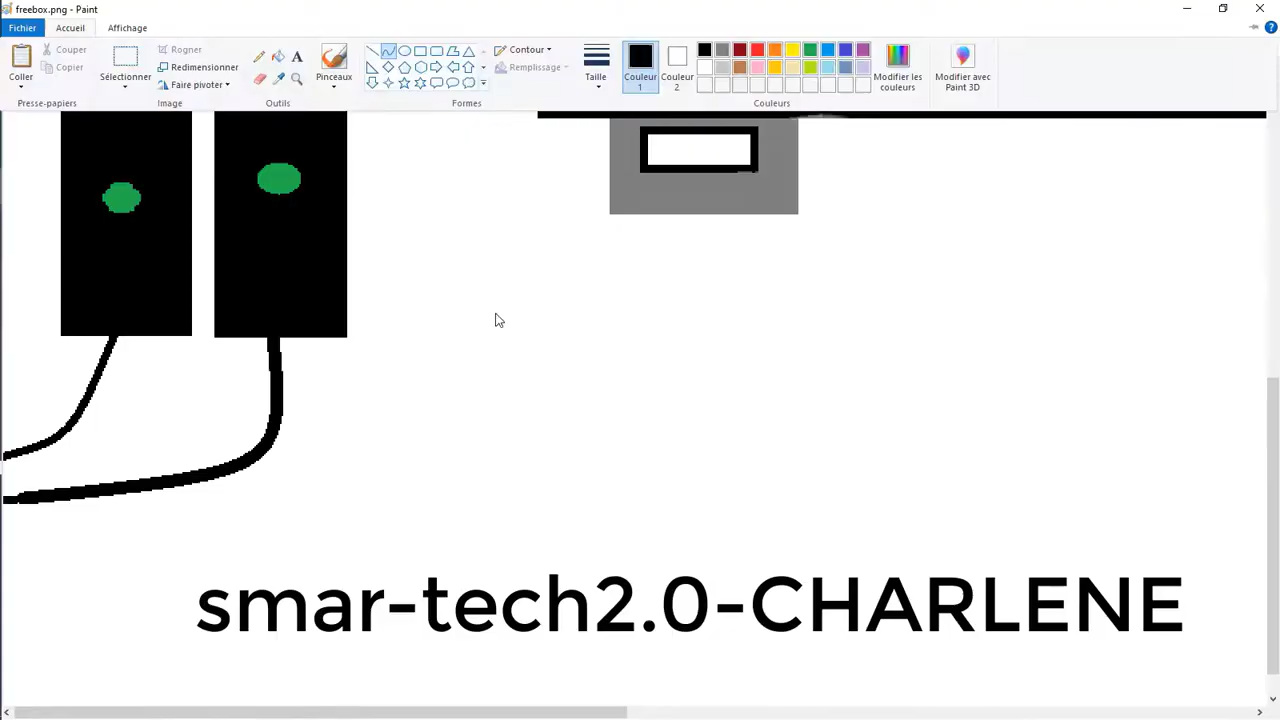 freebox.png - Paint
Fichier Accueil Affichage
Coller
Couper
Copier
Presse-papiers
Sélectionner
Rogner
Redimensionner
Faire pivoter
Image
A
Outils
Pinceaux
Contour
Remplissage
Formes
Taille
Couleur 1
Couleur 2
Modifier les couleurs
Couleurs
Modifier avec Paint 3D
smar-tech2.0-CHARLENE